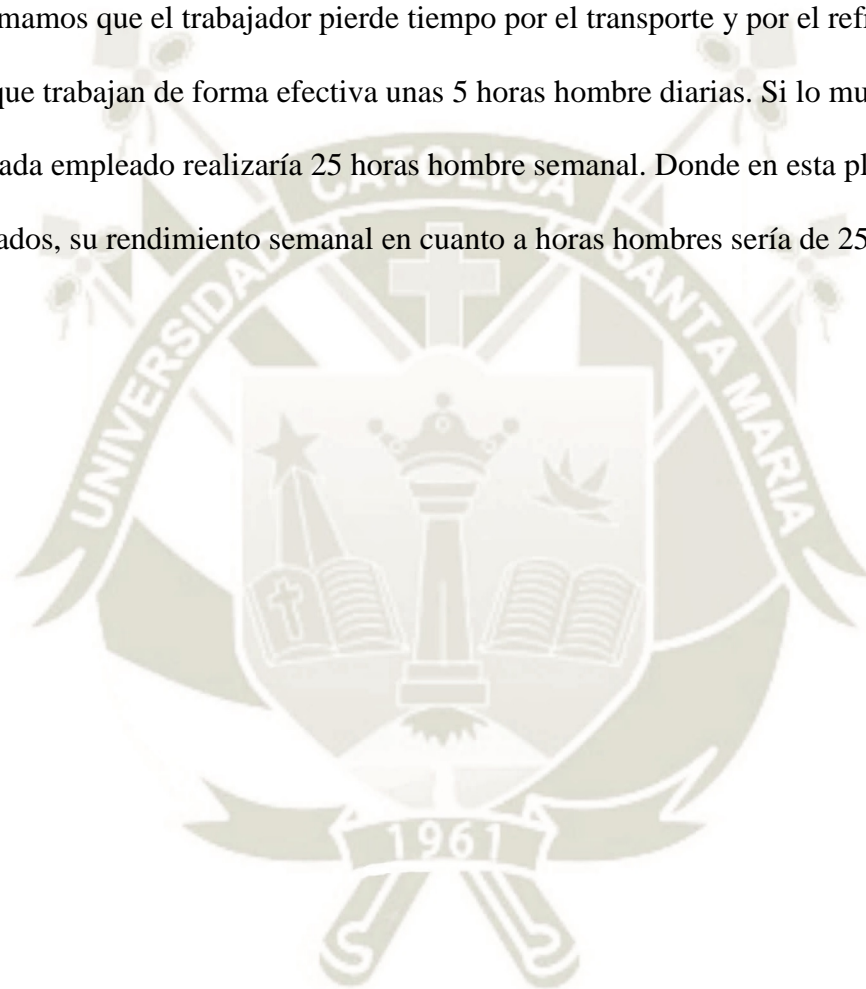 mamos que el trabajador pierde tiempo por el transporte y por el refr
que trabajan de forma efectiva unas 5 horas hombre diarias. Si lo mu
ada empleado realizaría 25 horas hombre semanal. Donde en esta pl
ados, su rendimiento semanal en cuanto a horas hombres sería de 25
UNIVERSIDAD CATOLICA SANTA MARIA
1961